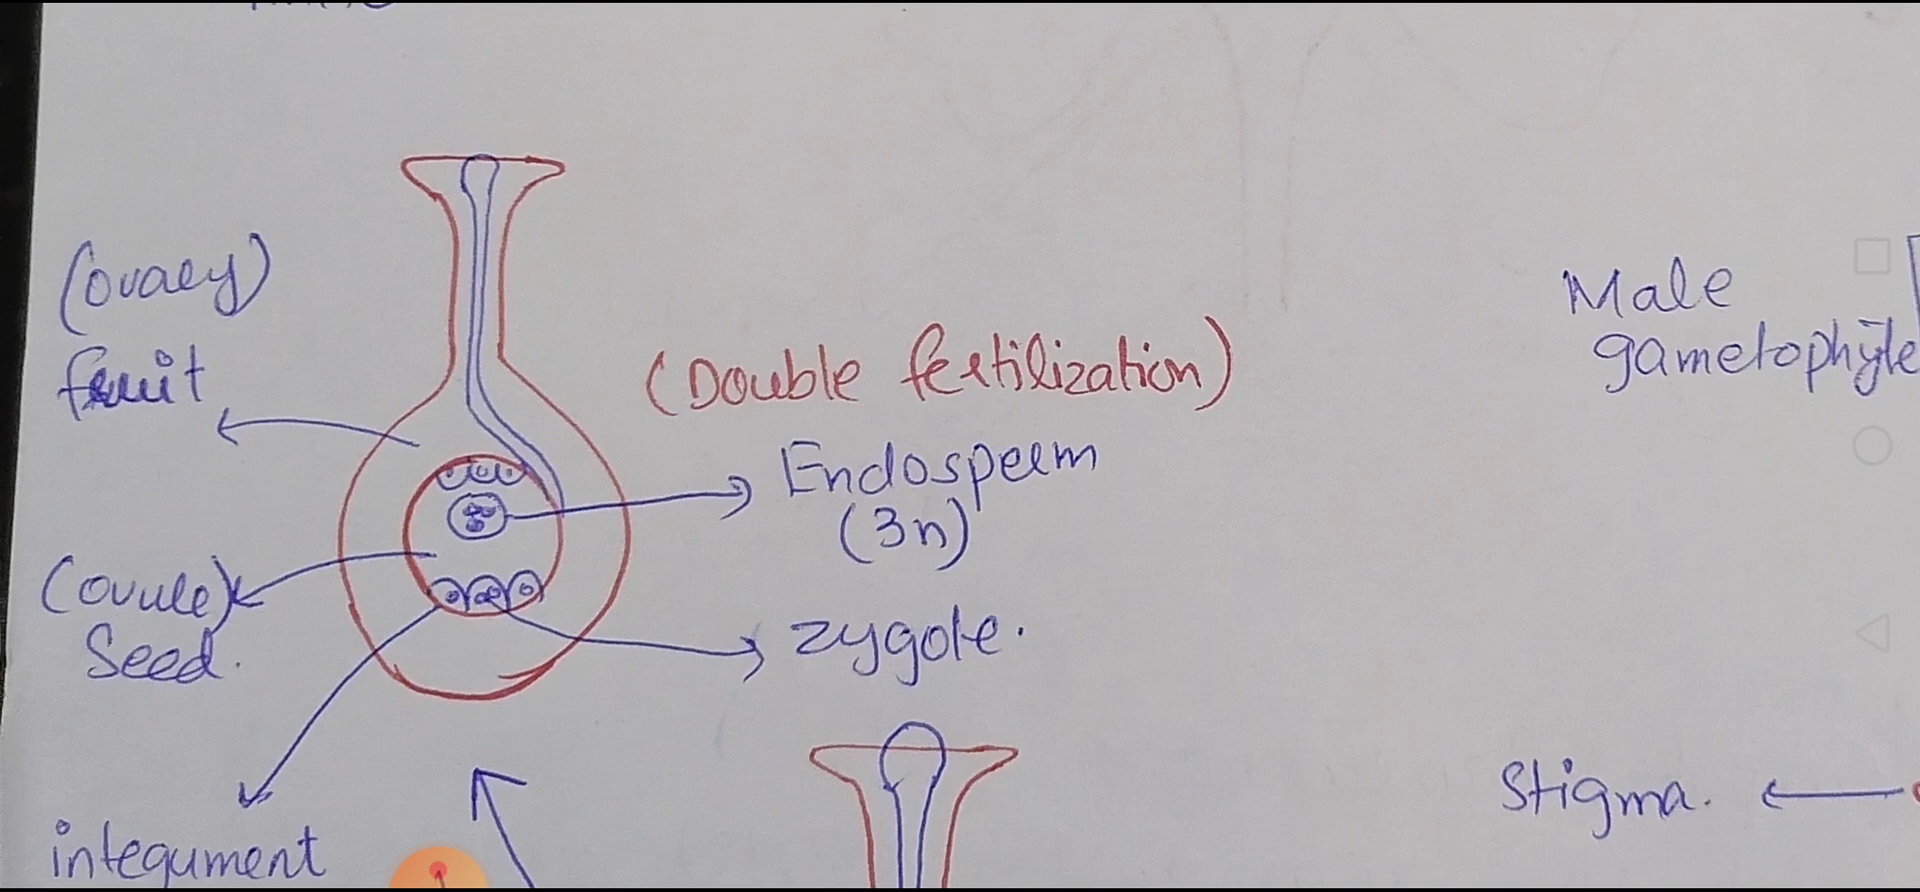 (ovary)
fruit
(Double fertilization)
Endosperm
(3n)
(ovule)
Seed.
zygote.
integument
Male
gametophyte
Stigma.